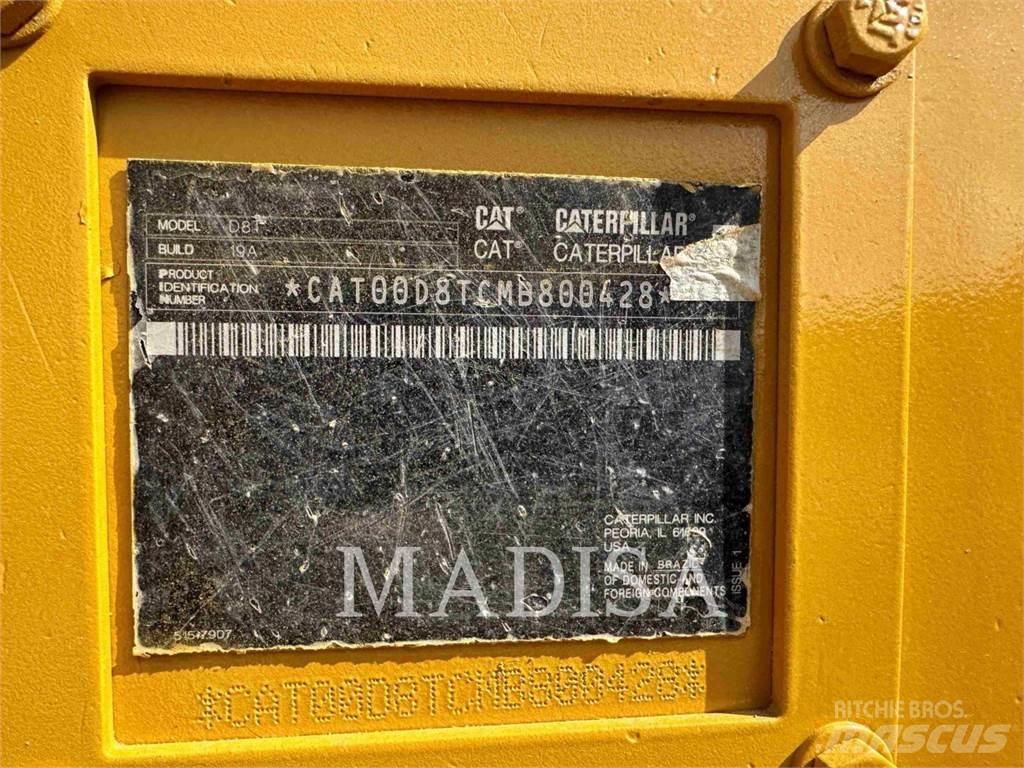 MODEL D8T
BUILD 19A
CAT® CATERPILLAR®
CAT® CATERPILLAR
PRODUCT
IDENTIFICATION
NUMBER
*CAT00D8TCMB800428*
CATERPILLAR INC.
PEORIA, IL
USA
MADE IN BRAZIL
OF DOMESTIC AND
FOREIGN COMPONENTS
ISSUE 1
MADISA
*CAT00D8TCMB800428*
RITCHIE BROS.
mascus